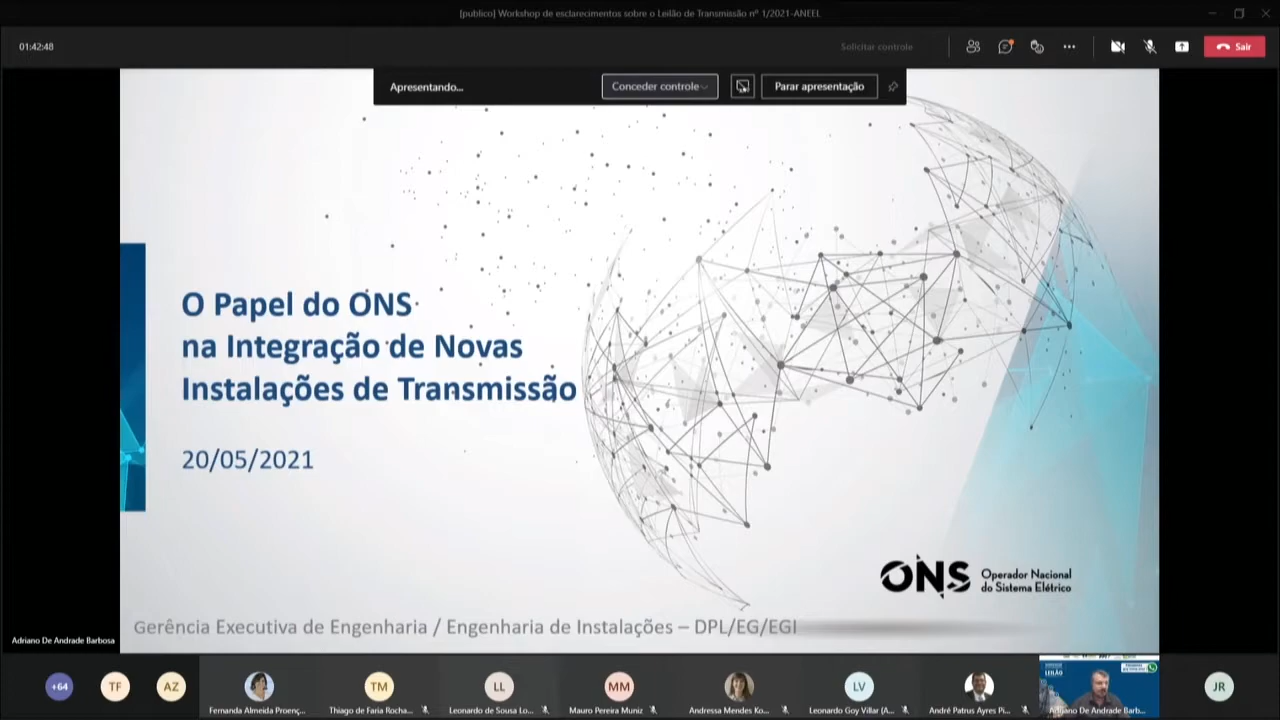 [publico] Workshop de esclarecimentos sobre o Leilão de Transmissão nº 1/2021-ANEEL
01:42:48
Solicitar controle
Sair
Apresentando...
Conceder controle
Parar apresentação
O Papel do ONS
na Integração de Novas
Instalações de Transmissão
20/05/2021
ONS
Operador Nacional
do Sistema Elétrico
Gerência Executiva de Engenharia / Engenharia de Instalações – DPL/EG/EGI
Adriano De Andrade Barbosa
+64
TF
AZ
Fernanda Almeida Proenç...
TM
Thiago de Faria Rocha...
LL
Leonardo de Sousa Lo...
MM
Mauro Pereira Muniz
Andressa Mendes Ko...
LV
Leonardo Goy Villar (A...
André Patrus Ayres Pi...
LEILÃO
Adriano De Andrade Barb...
JR